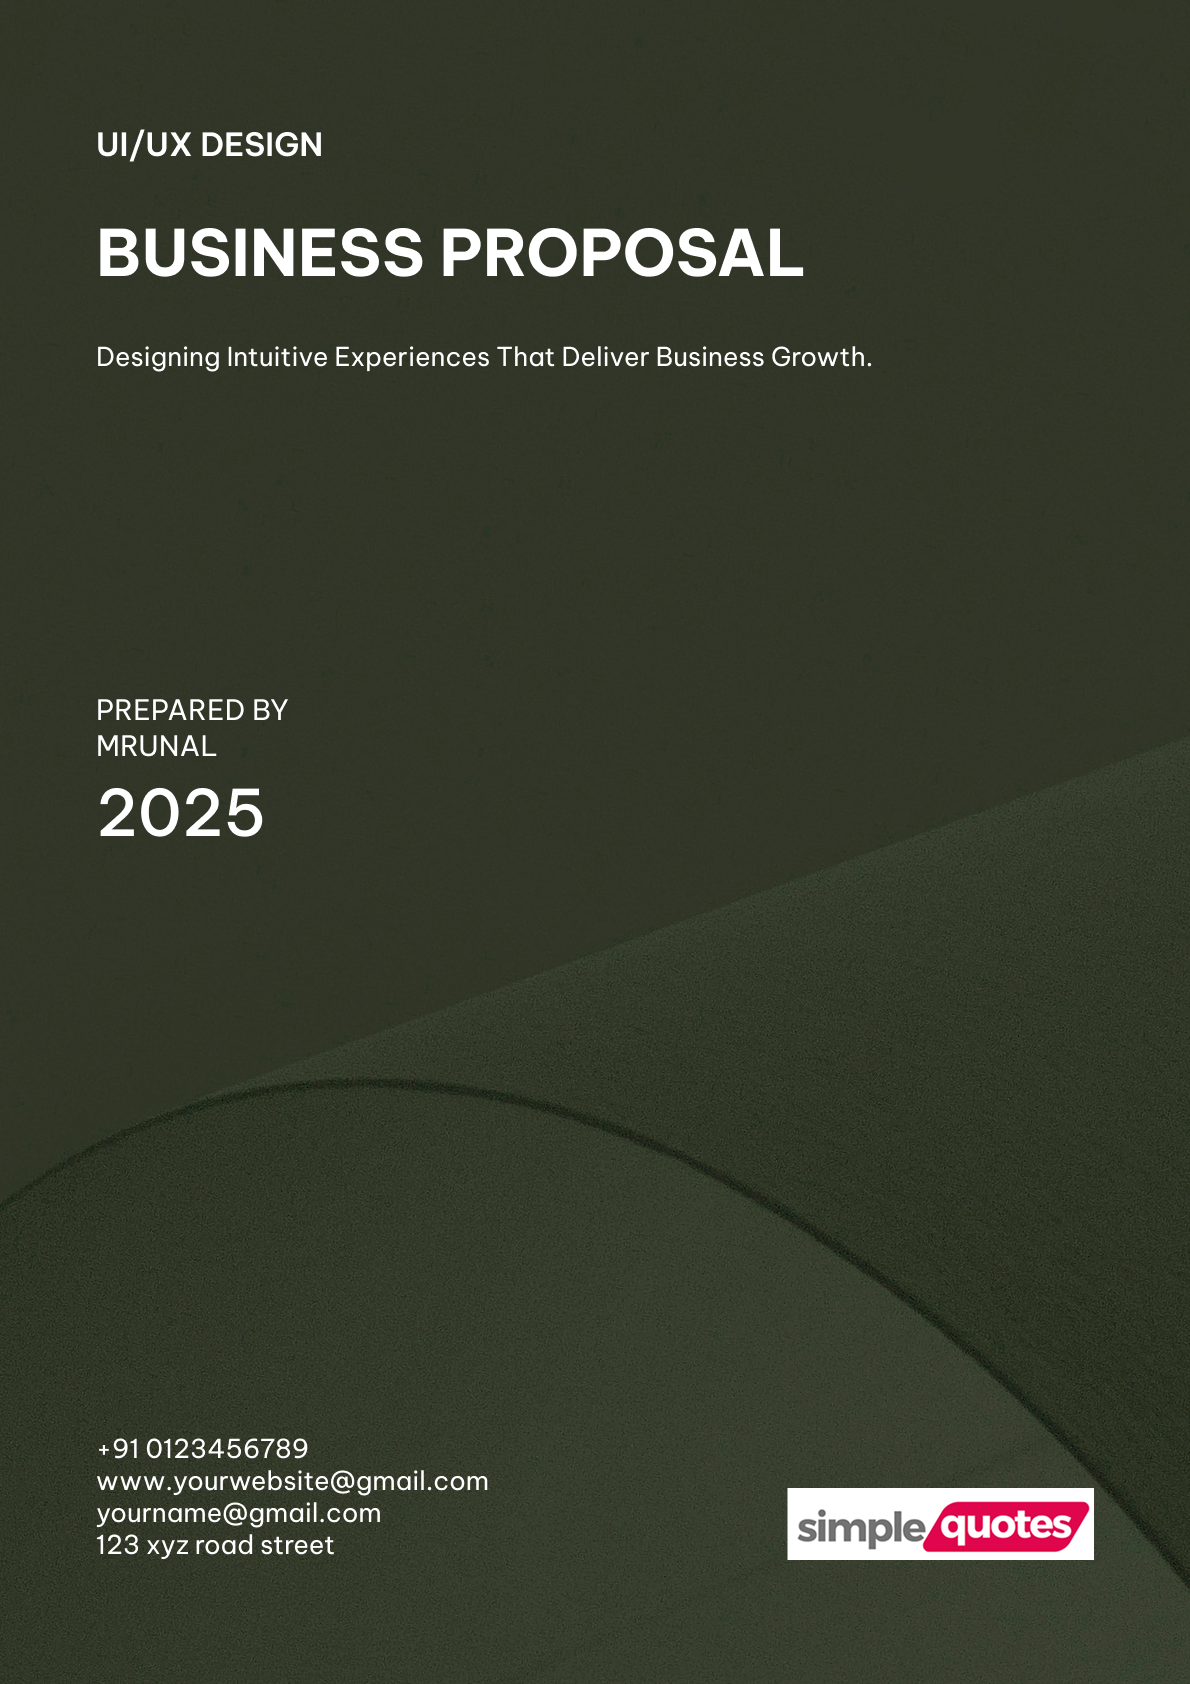 UI/UX DESIGN
BUSINESS PROPOSAL
Designing Intuitive Experiences That Deliver Business Growth.
PREPARED BY
MRUNAL
2025
+91 0123456789
www.yourwebsite@gmail.com
yourname@gmail.com
123 xyz road street
simple quotes